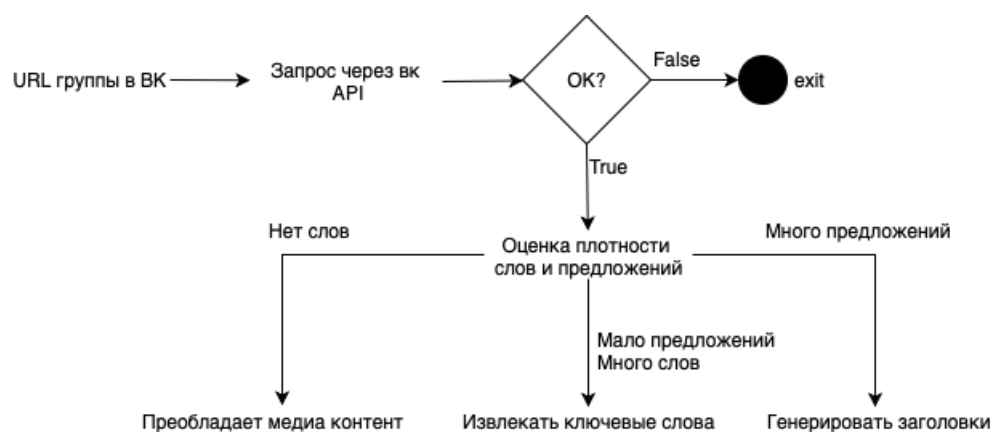 URL группы в ВК
Запрос через вк
API
OK?
False
exit
True
Нет слов
Оценка плотности
слов и предложений
Много предложений
Мало предложений
Много слов
Преобладает медиа контент
Извлекать ключевые слова
Генерировать заголовки